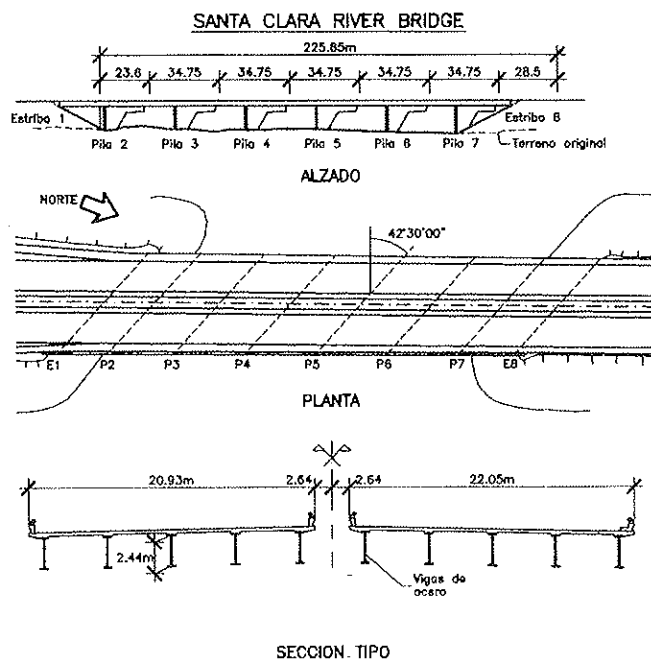 SANTA CLARA RIVER BRIDGE
225.85m
23.6 34.75 34.75 34.75 34.75 34.75 28.5
Estribo 1 Estribo 8
Pila 2 Pila 3 Pila 4 Pila 5 Pila 6 Pila 7 Terreno original
ALZADO
NORTE
42°30'00"
E1 P2 P3 P4 P5 P6 P7 E8
PLANTA
20.93m 2.64 2.64 22.05m
2.44m
Vigas de
acero
SECCION. TIPO